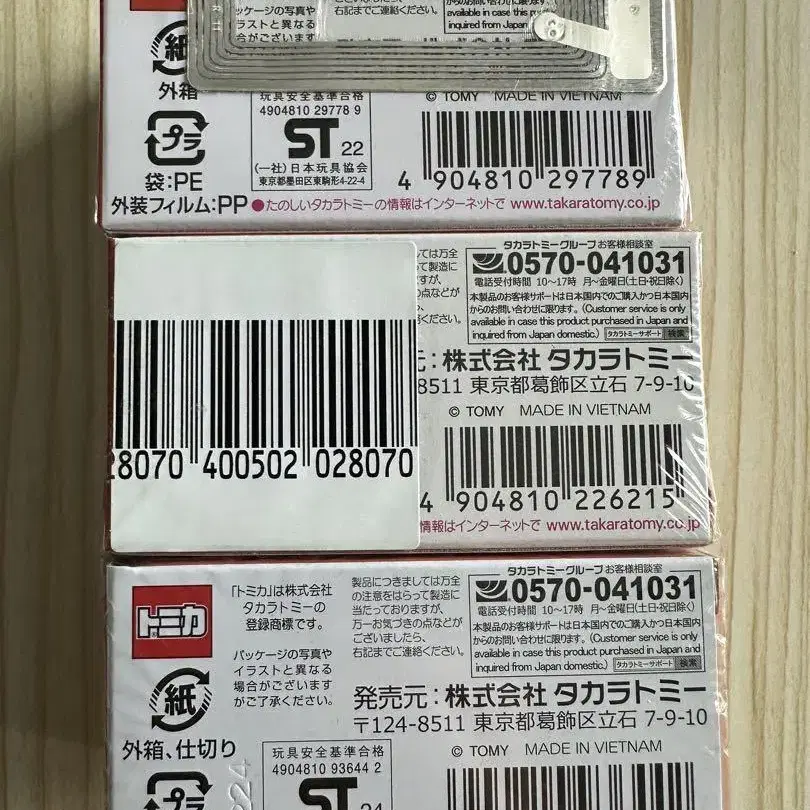 パッケージの写真や
イラストと異なる
場合がございます
右記までご連絡ください。
available in case this
inquired from Japan
紙
外箱
プラ
袋:PE
外装フィルム:PP
玩具安全基準合格
4904810 29778 9
ST 22
(一社)日本玩具協会
東京都墨田区東駒形4-22-4
© TOMY MADE IN VIETNAM
4 904810 297789
●たのしいタカラトミーの情報はインターネットで www.takaratomy.co.jp
28070 400502 028070
ては万全
って製造に
すが、
の点などが
ください。
タカラトミーグループお客様相談室
0570-041031
電話受付時間 10～17時 月～金曜日(土日・祝日除く)
本製品のお客様サポートは日本国内でのご購入かつ日本国内
からのお問い合わせに限ります。(Customer service is only
available in case this product purchased in Japan and
inquired from Japan domestic.) タカラトミーサポート 検索
元:株式会社 タカラトミー
8511 東京都葛飾区立石 7-9-10
© TOMY MADE IN VIETNAM
4 904810 226215
情報はインターネットで www.takaratomy.co.jp
トミカ
「トミカ」は株式会社
タカラトミーの
登録商標です。
パッケージの写真や
イラストと異なる
場合がございます
がご了承ください。
製品につきましては万全
の注意をはらって製造に
当たっておりますが、
万一お気づきの点などが
ございましたら、
右記までご連絡ください。
タカラトミーグループお客様相談室
0570-041031
電話受付時間 10～17時 月～金曜日(土日・祝日除く)
本製品のお客様サポートは日本国内でのご購入かつ日本国内
からのお問い合わせに限ります。(Customer service is only
available in case this product purchased in Japan and
inquired from Japan domestic.) タカラトミーサポート 検索
発売元:株式会社 タカラトミー
〒124-8511 東京都葛飾区立石 7-9-10
紙
外箱、仕切り
プラ
玩具安全基準合格
4904810 93644 2
ST 24
© TOMY MADE IN VIETNAM